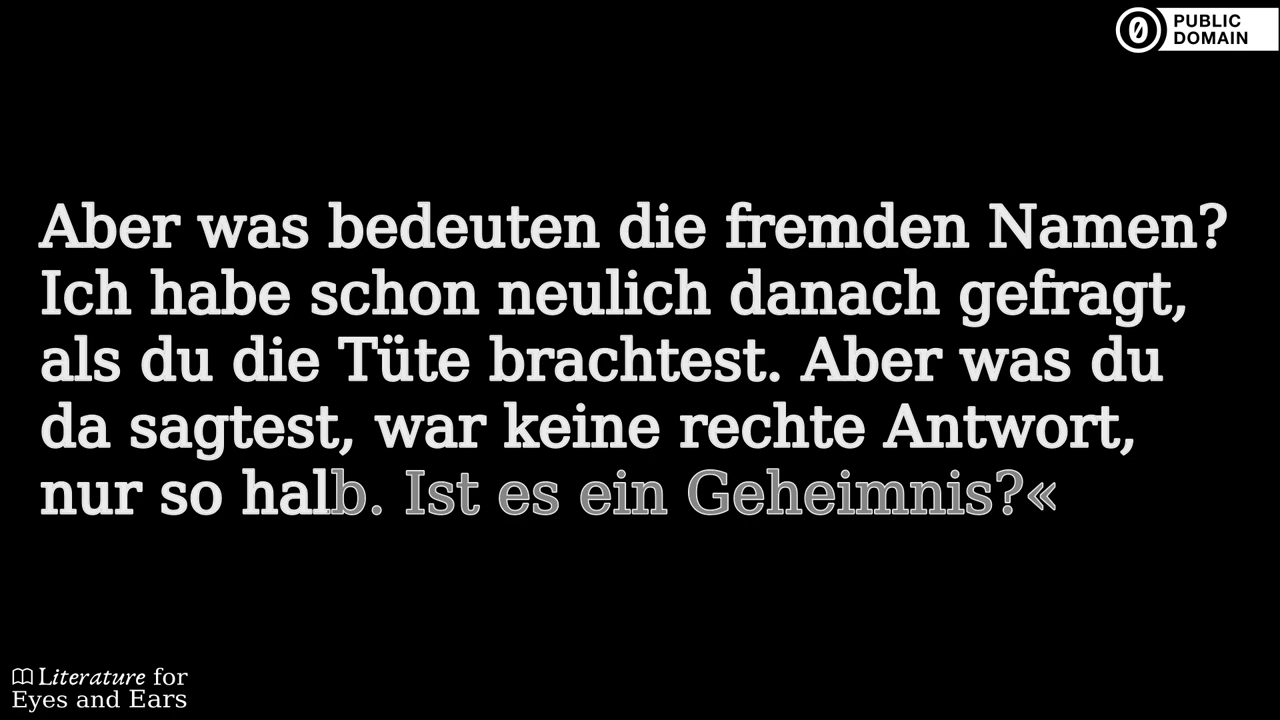 PUBLIC
DOMAIN
Aber was bedeuten die fremden Namen?
Ich habe schon neulich danach gefragt,
als du die Tüte brachtest. Aber was du
da sagtest, war keine rechte Antwort,
nur so halb. Ist es ein Geheimnis?«
Literature for
Eyes and Ears